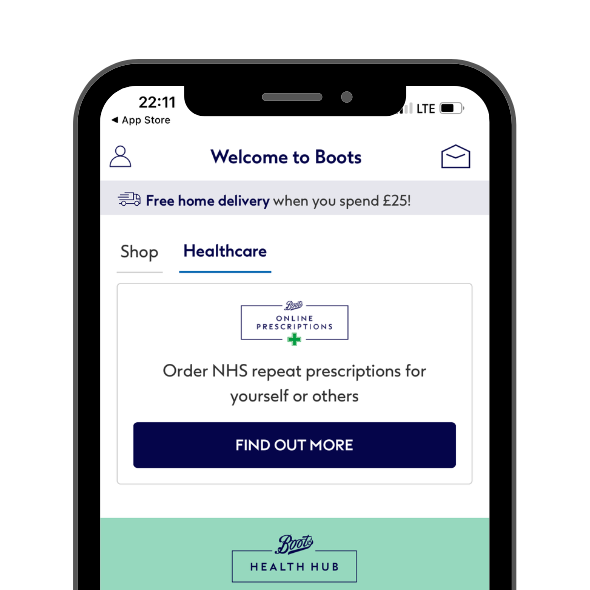 22:11
LTE
◀ App Store
Welcome to Boots
Free home delivery when you spend £25!
Shop
Healthcare
Boots
ONLINE
PRESCRIPTIONS
Order NHS repeat prescriptions for
yourself or others
FIND OUT MORE
Boots
HEALTH HUB